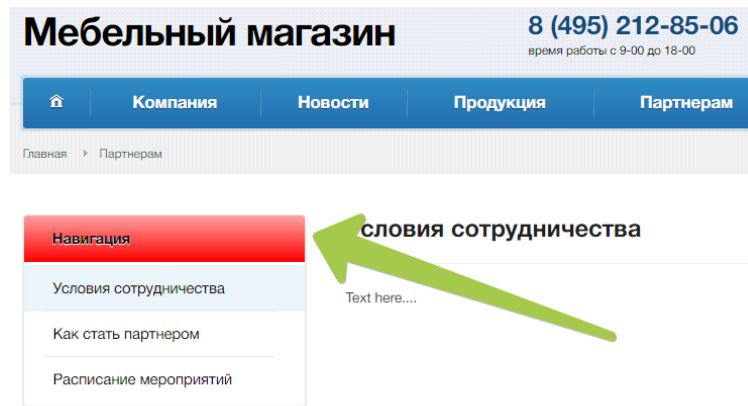 Мебельный магазин
8 (495) 212-85-06
время работы с 9-00 до 18-00
Компания Новости Продукция Партнерам
Главная Партнерам
Навигация
словия сотрудничества
Условия сотрудничества
Text here....
Как стать партнером
Расписание мероприятий